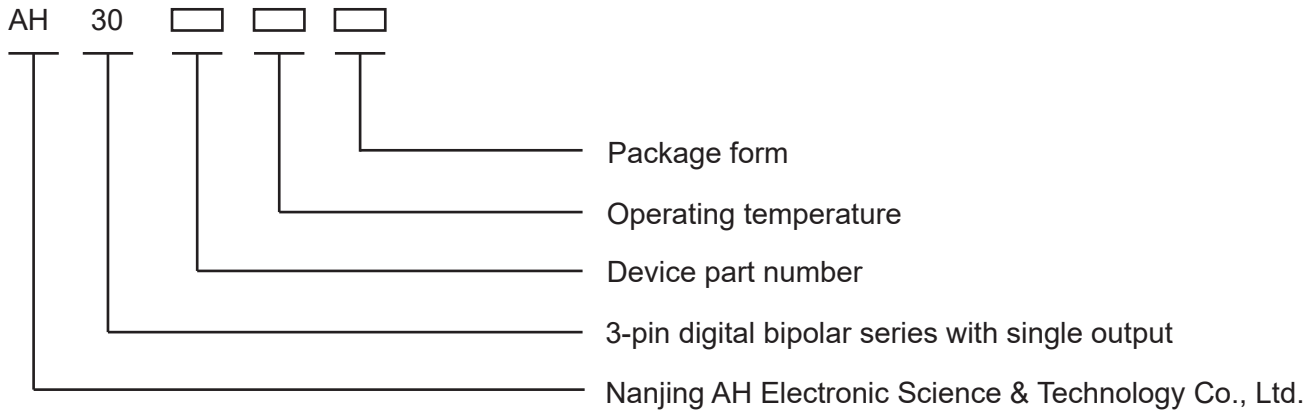 AH 30
Package form
Operating temperature
Device part number
3-pin digital bipolar series with single output
Nanjing AH Electronic Science & Technology Co., Ltd.